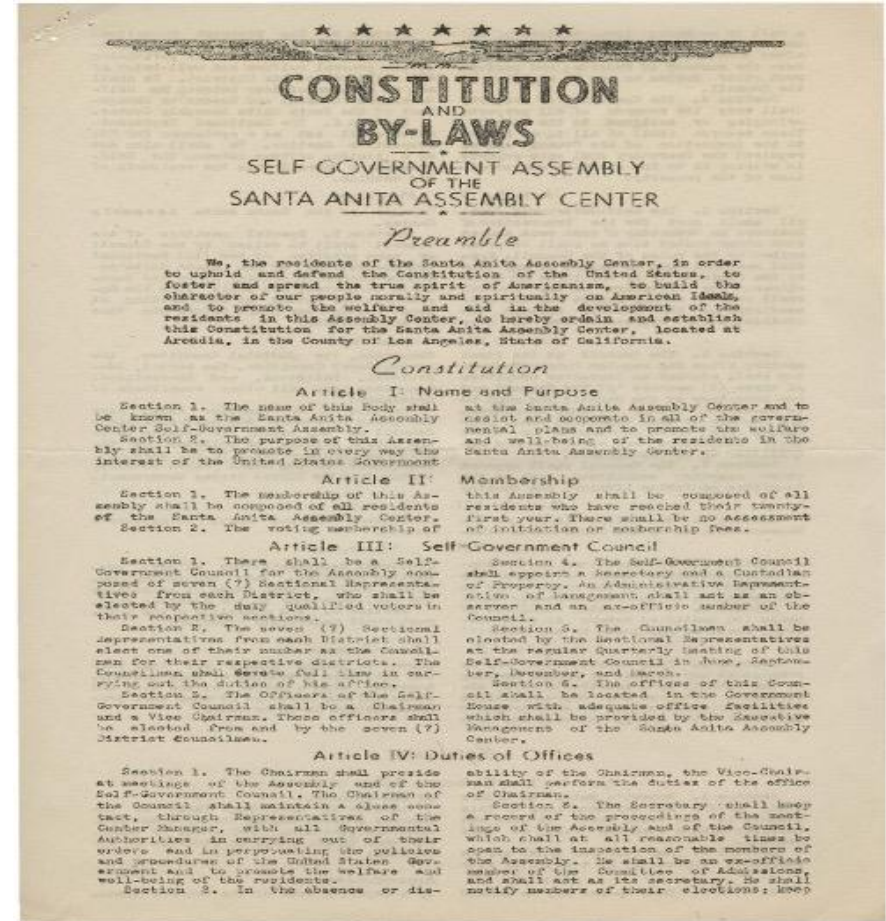 CONSTITUTION
AND
BY-LAWS
SELF GOVERNMENT ASSEMBLY
OF THE
SANTA ANITA ASSEMBLY CENTER
Preamble
We, the residents of the Santa Anita Assembly Center, in order
to uphold and defend the Constitution of the United States, to
foster and spread the true spirit of Americanism, to build the
character of our people morally and spiritually on American Ideals,
and to promote the welfare and aid in the development of the
residents in this Assembly Center, do hereby ordain and establish
this Constitution for the Santa Anita Assembly Center, located at
Arcadia, in the County of Los Angeles, State of California.
Constitution
Article I: Name and Purpose
Section 1. The name of this Body shall
be known as the Santa Anita Assembly
Center Self-Government Assembly.
Section 2. The purpose of this Assem-
bly shall be to promote in every way the
interest of the United States Government
at the Santa Anita Assembly Center and to
assist and cooperate in all of the govern-
mental plans and to promote the welfare
and well-being of the residents in the
Santa Anita Assembly Center.
Article II: Membership
Section 1. The membership of this As-
sembly shall be composed of all residents
of the Santa Anita Assembly Center.
Section 2. The voting membership of
this Assembly shall be composed of all
residents who have reached their twenty-
first year. There shall be no assessment
of initiation or membership fees.
Article III: Self-Government Council
Section 1. There shall be a Self-
Government Council for the Assembly com-
posed of seven (7) Sectional Representa-
tives from each District, who shall be
elected by the duly qualified voters in
their respective sections.
Section 2. The seven (7) Sectional
Representatives from each District shall
elect one of their number as the Council-
man for their respective districts. The
Councilman shall devote full time in car-
rying out the duties of his office.
Section 3. The Officers of the Self-
Government Council shall be a Chairman
and a Vice Chairman. These officers shall
be elected from and by the seven (7)
District Councilmen.
Section 4. The Self-Government Council
shall appoint a Secretary and a Custodian
of Property. An Administrative Represent-
ative of Management shall act as an ob-
server and an ex-officio member of the
Council.
Section 5. The Councilmen shall be
elected by the Sectional Representatives
at the regular Quarterly Meeting of this
Self-Government Council in June, Septem-
ber, December, and March.
Section 6. The offices of this Coun-
cil shall be located in the Government
House with adequate office facilities
which shall be provided by the Executive
Management of the Santa Anita Assembly
Center.
Article IV: Duties of Offices
Section 1. The Chairman shall preside
at meetings of the Assembly and of the
Self-Government Council. The Chairman of
the Council shall maintain a close con-
tact, through Representatives of the
Center Manager, with all Governmental
Authorities in carrying out of their
orders and in perpetuating the policies
and procedures of the United States Gov-
ernment and to promote the welfare and
well-being of the residents.
Section 2. In the absence or dis-
ability of the Chairman, the Vice-Chair-
man shall perform the duties of the office
of Chairman.
Section 3. The Secretary shall keep
a record of the proceedings of the meet-
ings of the Assembly and of the Council,
which shall at all reasonable times be
open to the inspection of the members of
the Assembly. He shall be an ex-officio
member of the Committee of Admissions,
and shall act as its secretary. He shall
notify members of their elections; keep